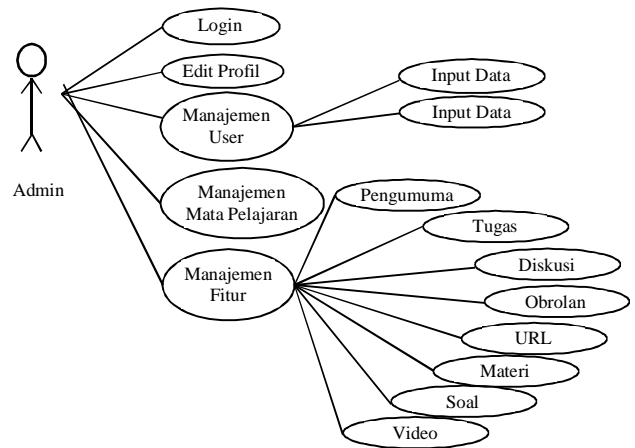 Login
Edit Profil
Manajemen
User
Input Data
Input Data
Admin
Manajemen
Mata Pelajaran
Manajemen
Fitur
Pengumuma
Tugas
Diskusi
Obrolan
URL
Materi
Soal
Video